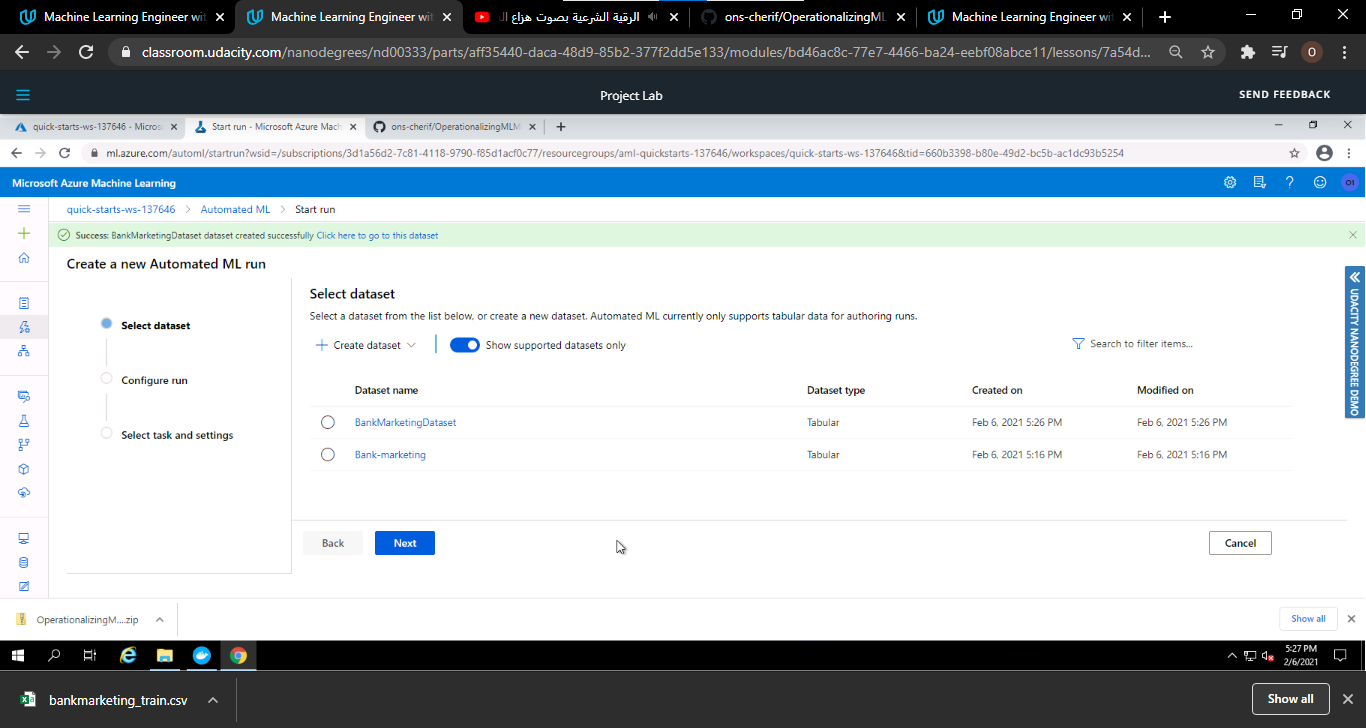 Machine Learning Engineer wit
Machine Learning Engineer wit
الرقية الشرعية بصوت هزاع ال
ons-cherif/OperationalizingML
Machine Learning Engineer wit
classroom.udacity.com/nanodegrees/nd00333/parts/aff35440-daca-48d9-85b2-377f2dd5e133/modules/bd46ac8c-77e7-4466-ba24-eebf08abce11/lessons/7a54d...
O
Project Lab
SEND FEEDBACK
quick-starts-ws-137646 - Micros
Start run - Microsoft Azure Mach
ons-cherif/OperationalizingMLM
ml.azure.com/automl/startrun?wsid=/subscriptions/3d1a56d2-7c81-4118-9790-f85d1acf0c77/resourcegroups/aml-quickstarts-137646/workspaces/quick-starts-ws-137646&tid=660b3398-b80e-49d2-bc5b-ac1dc93b5254
Microsoft Azure Machine Learning
quick-starts-ws-137646 > Automated ML > Start run
Success: BankMarketingDataset dataset created successfully Click here to go to this dataset
Create a new Automated ML run
Select dataset
Configure run
Select task and settings
Select dataset
Select a dataset from the list below, or create a new dataset. Automated ML currently only supports tabular data for authoring runs.
Create dataset
Show supported datasets only
Search to filter items...
Dataset name Dataset type Created on Modified on
BankMarketingDataset Tabular Feb 6, 2021 5:26 PM Feb 6, 2021 5:26 PM
Bank-marketing Tabular Feb 6, 2021 5:16 PM Feb 6, 2021 5:16 PM
Back
Next
Cancel
UDACITY NANODEGREE DEMO
OperationalizingM....zip
Show all
5:27 PM
2/6/2021
bankmarketing_train.csv
Show all